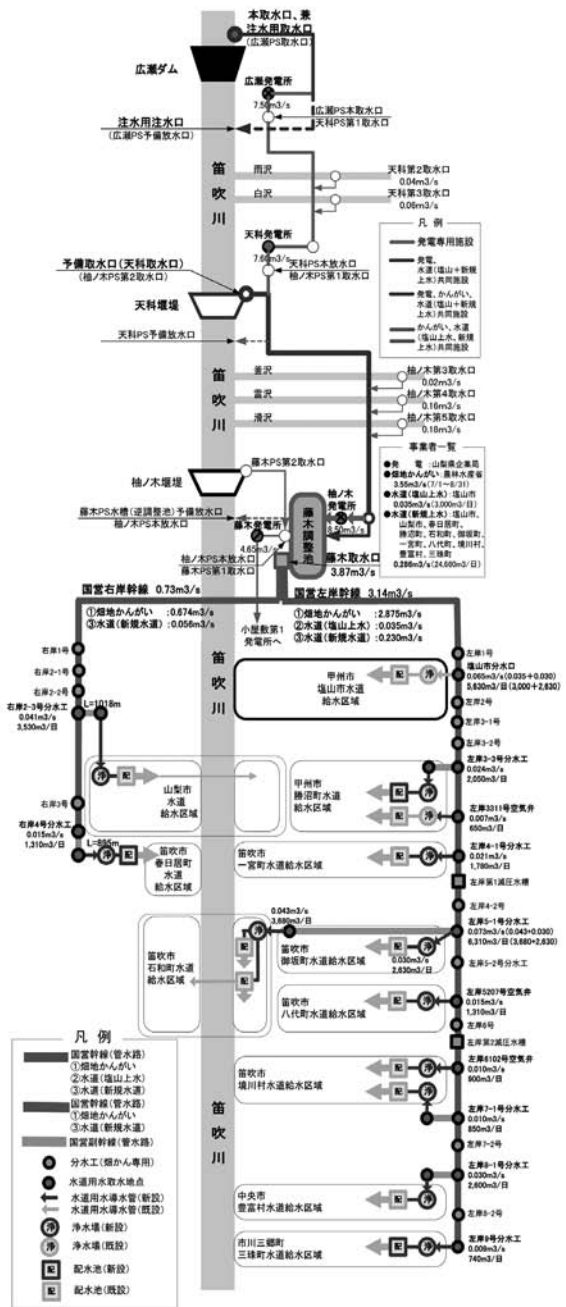 本取水口、兼
注水用取水口
(広瀬PS取水口)
広瀬ダム
広瀬発電所
7.50m3/s
広瀬PS本取水口
天科PS第1取水口
注水用注水口
(広瀬PS予備放水口)
笛吹川
雨沢
天科第2取水口
0.04m3/s
白沢
天科第3取水口
0.06m3/s
天科発電所
7.60m3/s
天科PS本放水口
柚ノ木PS第1取水口
予備取水口(天科取水口)
(柚ノ木PS第2取水口)
天科堰堤
天科PS予備放水口
凡 例
発電専用施設
発電、
水道(塩山+新規
上水)共同施設
発電、かんがい、
水道(塩山+新規
上水)共同施設
かんがい、水道
(塩山上水、新規
上水)共同施設
笛吹川
釜沢
柚ノ木第3取水口
0.02m3/s
雲沢
柚ノ木第4取水口
0.16m3/s
滑沢
柚ノ木第5取水口
0.18m3/s
事業者一覧
●発 電 :山梨県企業局
●畑地かんがい:農林水産省
3.55m3/s(7/1～8/31)
●水道(塩山上水):塩山市
0.035m3/s(3,000m3/日)
●水道(新規上水):塩山市、
山梨市、春日居町、
勝沼町、石和町、御坂町、
一宮町、八代町、境川村、
豊富村、三珠町
0.286m3/s(24,660m3/日)
柚ノ木堰堤
藤木PS第2取水口
藤木PS水槽(逆調整池)予備放水口
柚ノ木PS本放水口
藤木発電所
4.65m3/s
藤木調整池
柚ノ木
発電所
8.50m3/s
柚ノ木PS本放水口
藤木PS第1取水口
藤木取水口
3.87m3/s
小屋敷第1
発電所へ
国営右岸幹線 0.73m3/s
①畑地かんがい :0.674m3/s
③水道(新規水道):0.056m3/s
国営左岸幹線 3.14m3/s
①畑地かんがい :2.875m3/s
②水道(塩山上水):0.035m3/s
③水道(新規水道):0.230m3/s
笛吹川
右岸1号
右岸2-1号
右岸2-2号
右岸2-3号分水工
0.041m3/s
3,530m3/日
L=1018m
浄 配
山梨市
水道
給水区域
右岸3号
右岸4号分水工
0.015m3/s
1,310m3/日
L=895m
浄 配
笛吹市
春日居町
水道
給水区域
左岸1号
塩山市分水口
0.065m3/s(0.035+0.030)
5,630m3/日(3,000+2,630)
甲州市
塩山市水道
給水区域
配 浄
左岸2号
左岸3-1号
左岸3-2号
左岸3-3号分水工
0.024m3/s
2,050m3/日
甲州市
勝沼町水道
給水区域
配 浄
配 浄
左岸3311号空気弁
0.007m3/s
650m3/日
左岸4-1号分水工
0.021m3/s
1,780m3/日
笛吹市
一宮町水道給水区域
配 浄
左岸第1減圧水槽
左岸4-2号
左岸5-1号分水工
0.073m3/s(0.043+0.030)
6,310m3/日(3,680+2,630)
0.043m3/s
3,680m3/日
浄
配
配
笛吹市
石和町水道
給水区域
笛吹市
御坂町水道給水区域
配 浄
0.030m3/s
2,630m3/日
左岸5-2号分水工
左岸5207号空気弁
0.015m3/s
1,310m3/日
笛吹市
八代町水道給水区域
配 浄
左岸6号
左岸第2減圧水槽
左岸6102号空気弁
0.010m3/s
900m3/日
笛吹市
境川村水道給水区域
配 浄
配 浄
左岸7-1号分水工
0.010m3/s
850m3/日
左岸7-2号
左岸8-1号分水工
0.030m3/s
2,600m3/日
中央市
豊富村水道給水区域
配 浄
左岸8-2号
左岸9号分水工
0.009m3/s
740m3/日
市川三郷町
三珠町水道給水区域
配 浄
笛吹川
凡 例
国営幹線(管水路)
①畑地かんがい
②水道(塩山上水)
③水道(新規水道)
国営幹線(管水路)
①畑地かんがい
③水道(新規水道)
国営副幹線(管水路)
分水工(畑かん専用)
水道用水取水地点
水道用水導水管(新設)
水道用水導水管(既設)
浄 浄水場(新設)
浄 浄水場(既設)
配 配水池(新設)
配 配水池(既設)